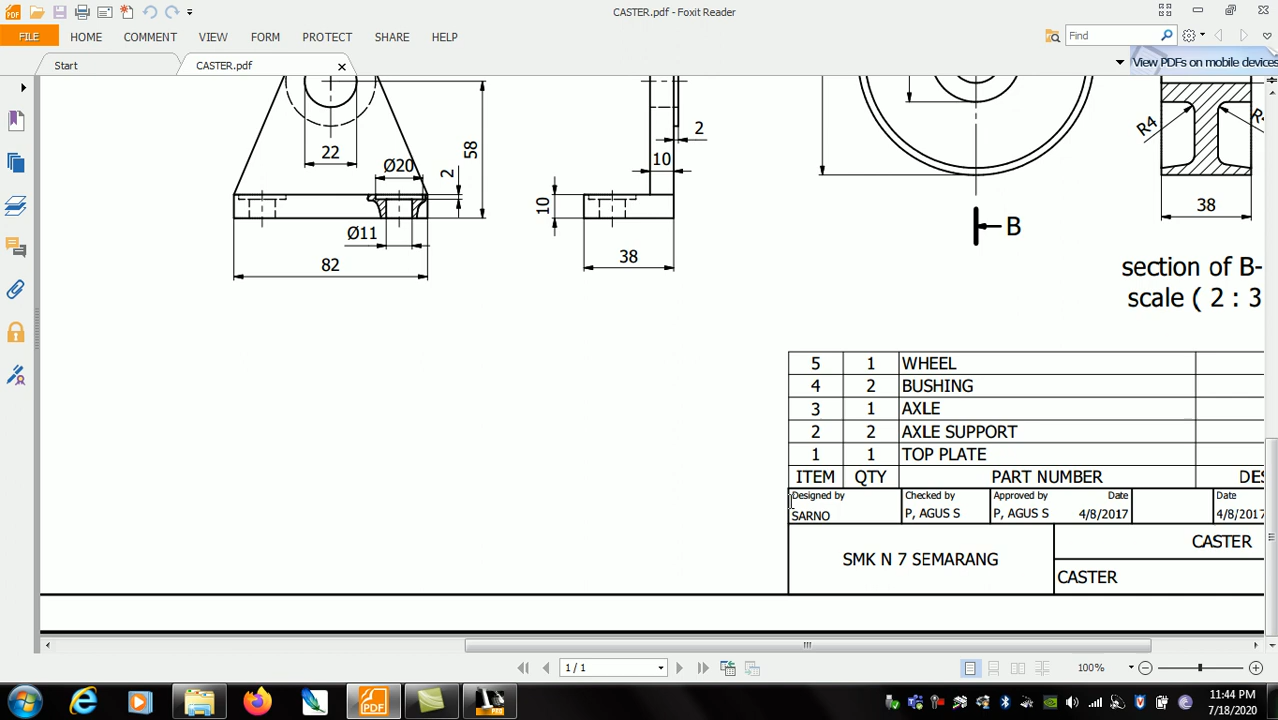 CASTER.pdf - Foxit Reader
FILE HOME COMMENT VIEW FORM PROTECT SHARE HELP
Find
Start CASTER.pdf
View PDFs on mobile devices
22
Ø20
2
58
Ø11
82
2
10
10
38
B
R4
38
section of B-
scale ( 2 : 3
5 1 WHEEL
4 2 BUSHING
3 1 AXLE
2 2 AXLE SUPPORT
1 1 TOP PLATE
ITEM QTY PART NUMBER DES
Designed by Checked by Approved by Date Date
SARNO P, AGUS S P, AGUS S 4/8/2017 4/8/2017
SMK N 7 SEMARANG
CASTER
CASTER
1 / 1
100%
11:44 PM
7/18/2020